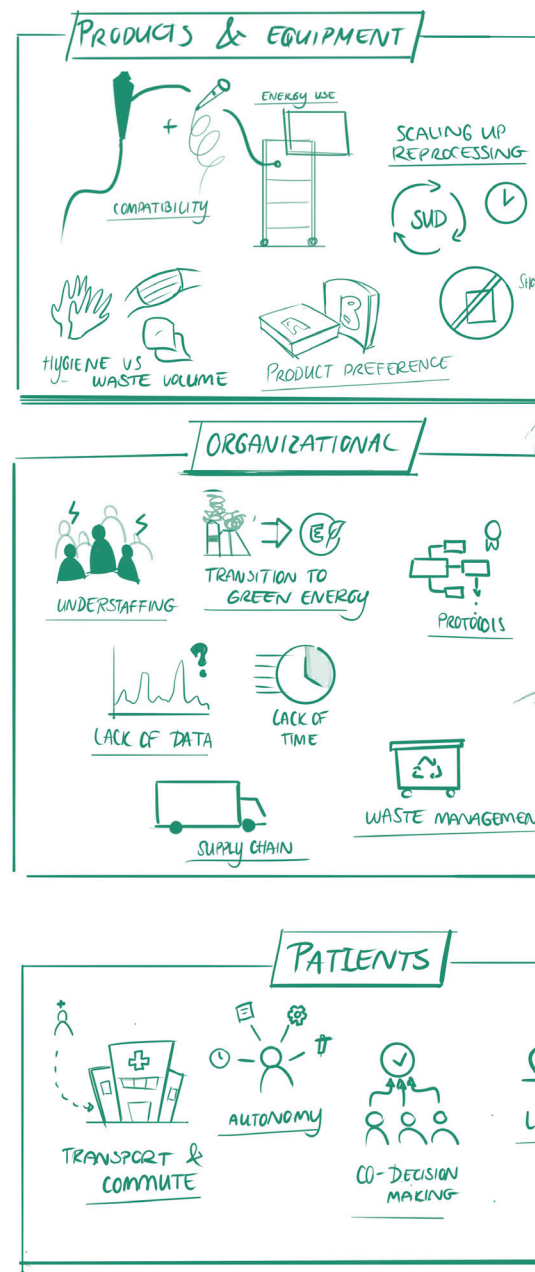 PRODUCTS & EQUIPMENT
ENERGY USE
+
COMPATIBILITY
SCALING UP
REPROCESSING
SUD
HYGIENE VS
WASTE VOLUME
A
B
PRODUCT PREFERENCE
ORGANIZATIONAL
UNDERSTAFFING
E
TRANSITION TO
GREEN ENERGY
PROTOCOLS
?
LACK OF DATA
LACK OF
TIME
SUPPLY CHAIN
WASTE MANAGEMEN
PATIENTS
TRANSPORT &
COMMUTE
AUTONOMY
CO-DECISION
MAKING